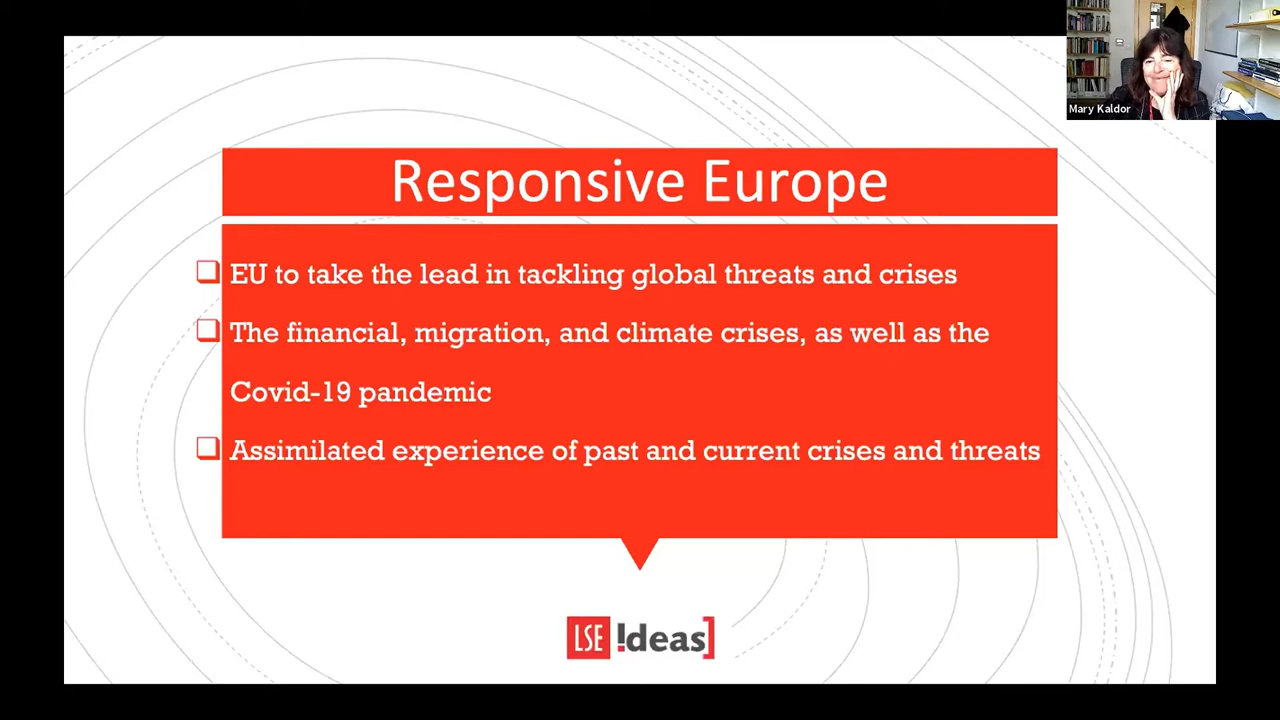 Mary Kaldor
Responsive Europe
EU to take the lead in tackling global threats and crises
The financial, migration, and climate crises, as well as the
Covid-19 pandemic
Assimilated experience of past and current crises and threats
LSE !deas]